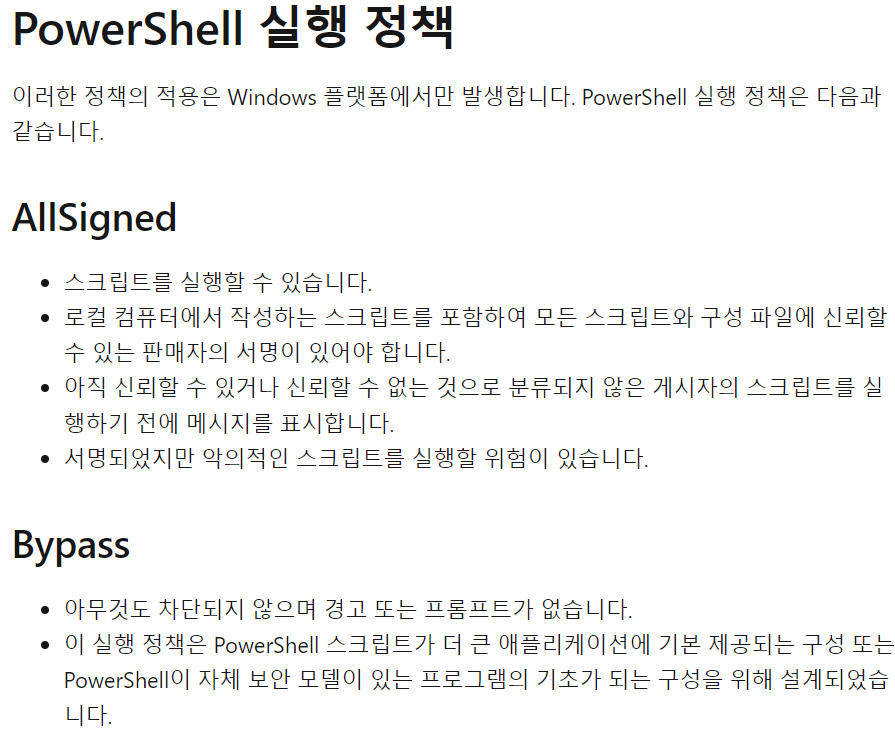 PowerShell 실행 정책
이러한 정책의 적용은 Windows 플랫폼에서만 발생합니다. PowerShell 실행 정책은 다음과
같습니다.
AllSigned
• 스크립트를 실행할 수 있습니다.
• 로컬 컴퓨터에서 작성하는 스크립트를 포함하여 모든 스크립트와 구성 파일에 신뢰할
수 있는 판매자의 서명이 있어야 합니다.
• 아직 신뢰할 수 있거나 신뢰할 수 없는 것으로 분류되지 않은 게시자의 스크립트를 실
행하기 전에 메시지를 표시합니다.
• 서명되었지만 악의적인 스크립트를 실행할 위험이 있습니다.
Bypass
• 아무것도 차단되지 않으며 경고 또는 프롬프트가 없습니다.
• 이 실행 정책은 PowerShell 스크립트가 더 큰 애플리케이션에 기본 제공되는 구성 또는
PowerShell이 자체 보안 모델이 있는 프로그램의 기초가 되는 구성을 위해 설계되었습
니다.